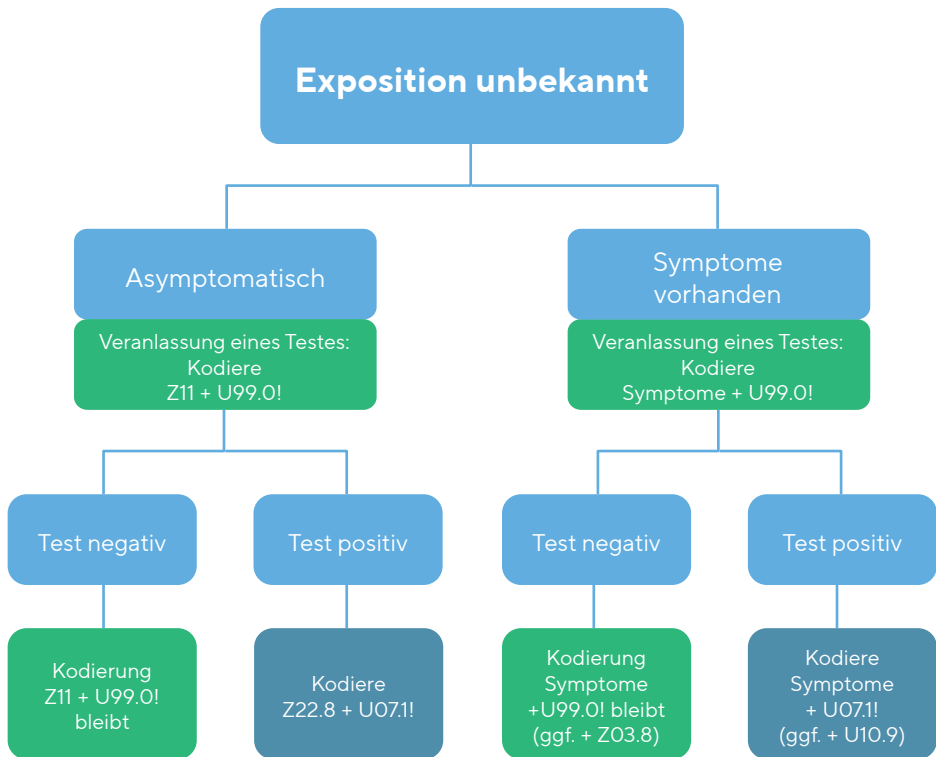 Exposition unbekannt
Asymptomatisch
Veranlassung eines Testes:
Kodiere
Z11 + U99.0!
Symptome
vorhanden
Veranlassung eines Testes:
Kodiere
Symptome + U99.0!
Test negativ
Test positiv
Test negativ
Test positiv
Kodierung
Z11 + U99.0!
bleibt
Kodiere
Z22.8 + U07.1!
Kodierung
Symptome
+U99.0! bleibt
(ggf. + Z03.8)
Kodiere
Symptome
+ U07.1!
(ggf. + U10.9)